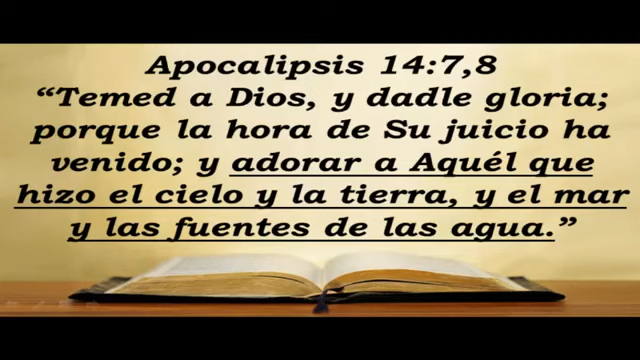 Apocalipsis 14:7,8
“Temed a Dios, y dadle gloria;
porque la hora de Su juicio ha
venido; y adorar a Aquél que
hizo el cielo y la tierra, y el mar
y las fuentes de las agua.”